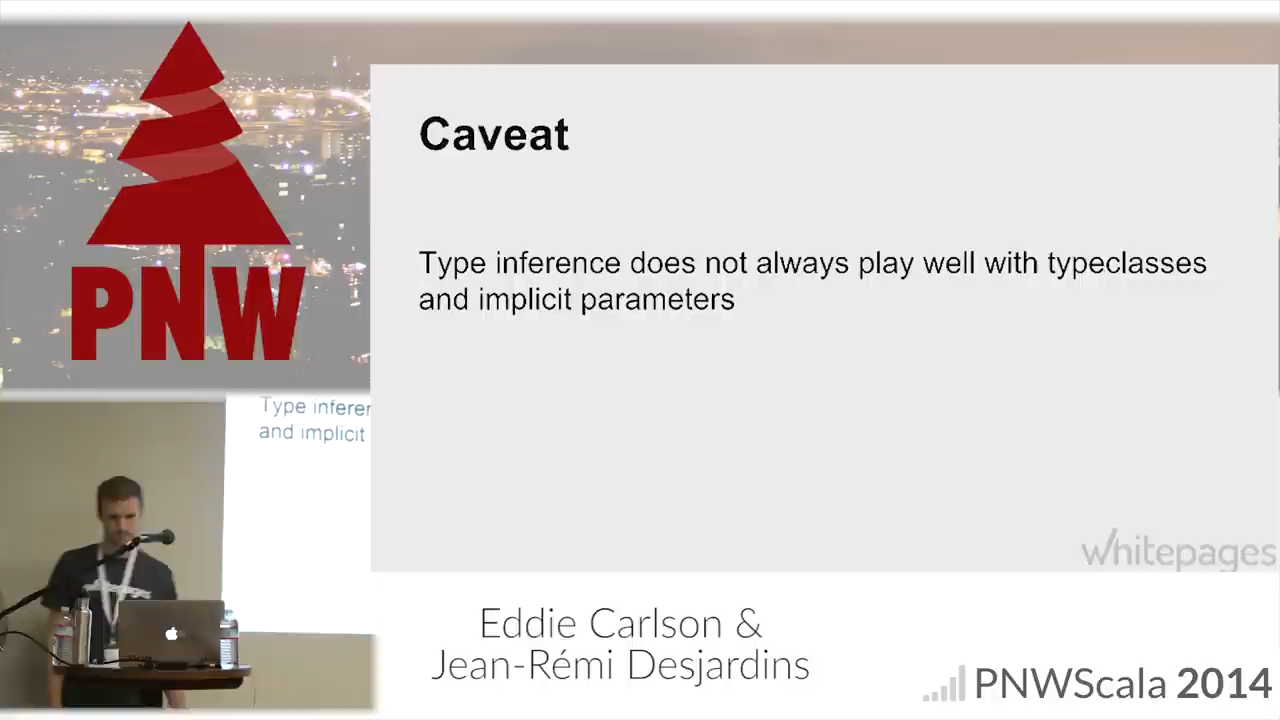 PNW
Caveat
Type inference does not always play well with typeclasses
and implicit parameters
Type infere
and implicit
whitepages
Eddie Carlson &
Jean-Rémi Desjardins
PNWScala 2014